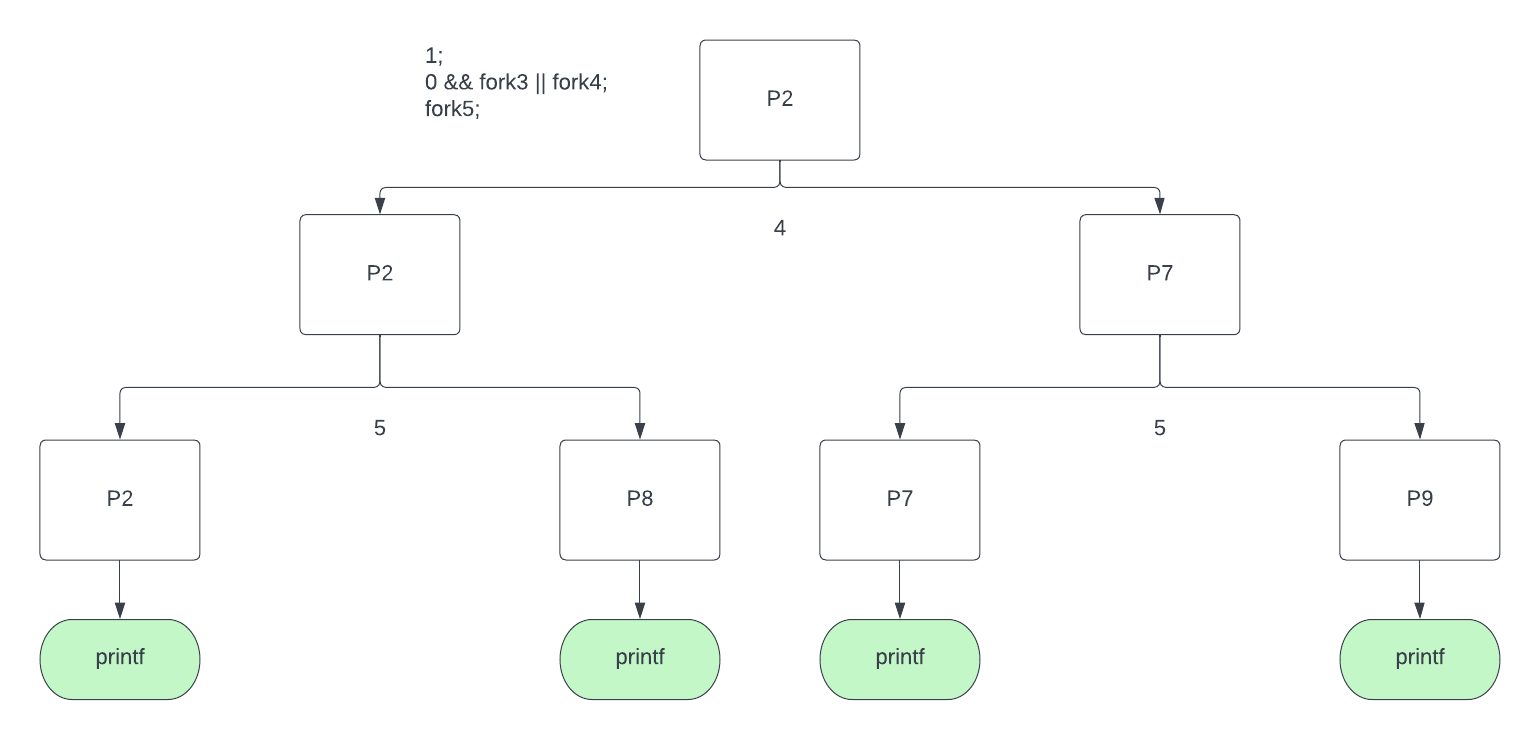 1;
0 && fork3 || fork4;
fork5;
P2
4
P2
P7
5
5
P2
P8
P7
P9
printf
printf
printf
printf